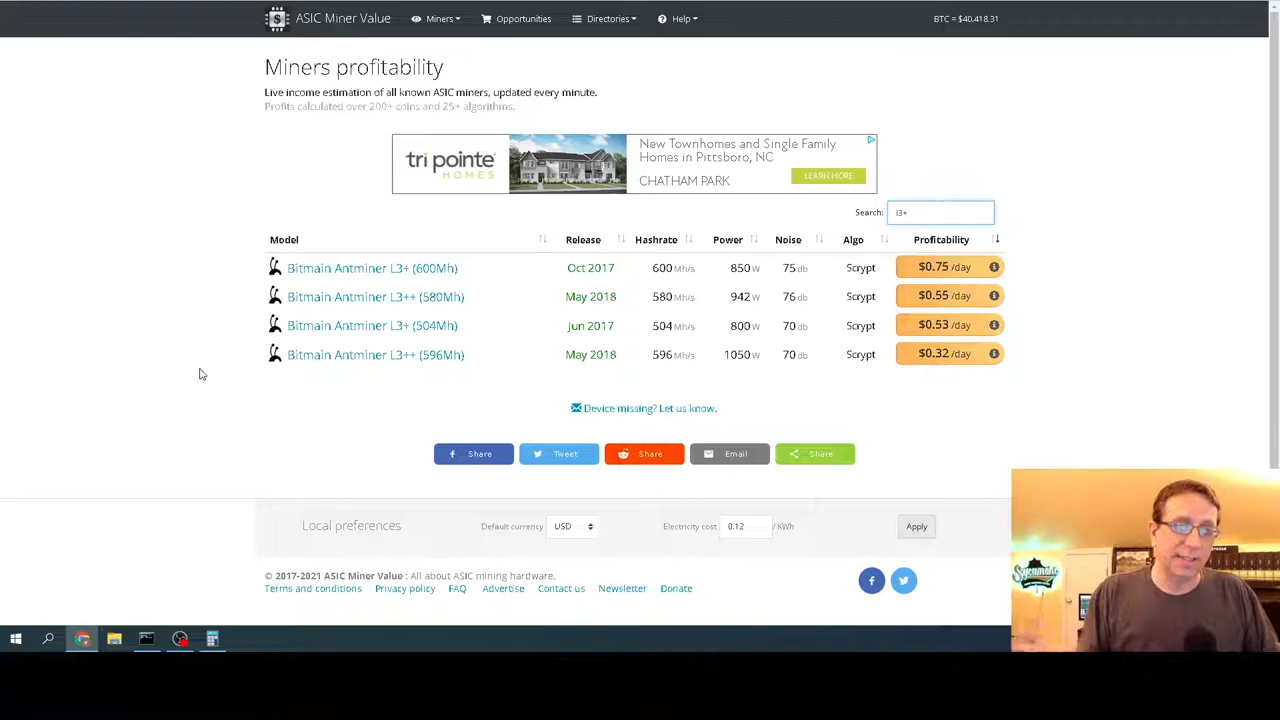 ASIC Miner Value Miners Opportunities Directories Help BTC = $40.418.31
Miners profitability
Live income estimation of all known ASIC miners, updated every minute.
Profits calculated over 200+ coins and 25+ algorithms.
tri pointe HOMES
New Townhomes and Single Family
Homes in Pittsboro, NC
CHATHAM PARK LEARN MORE
Search: l3+
Model Release Hashrate Power Noise Algo Profitability
Bitmain Antminer L3+ (600Mh) Oct 2017 600 Mh/s 850 W 75 db Scrypt $0.75 /day
Bitmain Antminer L3++ (580Mh) May 2018 580 Mh/s 942 W 76 db Scrypt $0.55 /day
Bitmain Antminer L3+ (504Mh) Jun 2017 504 Mh/s 800 W 70 db Scrypt $0.53 /day
Bitmain Antminer L3++ (596Mh) May 2018 596 Mh/s 1050 W 70 db Scrypt $0.32 /day
Device missing? Let us know.
Share Tweet Share Email Share
Local preferences Default currency USD Electricity cost 0.12 / KWh Apply
© 2017-2021 ASIC Miner Value : All about ASIC mining hardware.
Terms and conditions Privacy policy FAQ Advertise Contact us Newsletter Donate
Sycamore